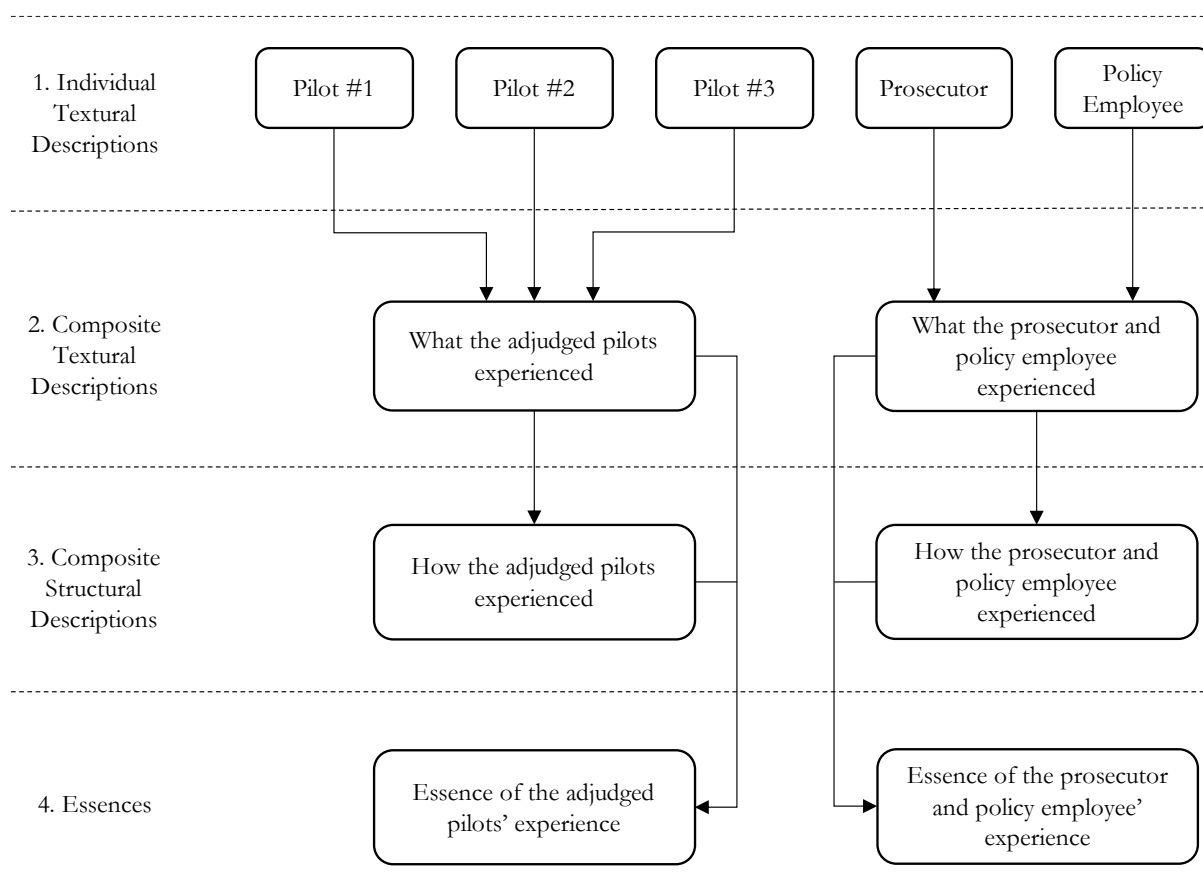 1. Individual
Textural
Descriptions
Pilot #1
Pilot #2
Pilot #3
Prosecutor
Policy
Employee
2. Composite
Textural
Descriptions
What the adjudged pilots
experienced
What the prosecutor and
policy employee
experienced
3. Composite
Structural
Descriptions
How the adjudged pilots
experienced
How the prosecutor and
policy employee
experienced
4. Essences
Essence of the adjudged
pilots’ experience
Essence of the prosecutor
and policy employee’
experience